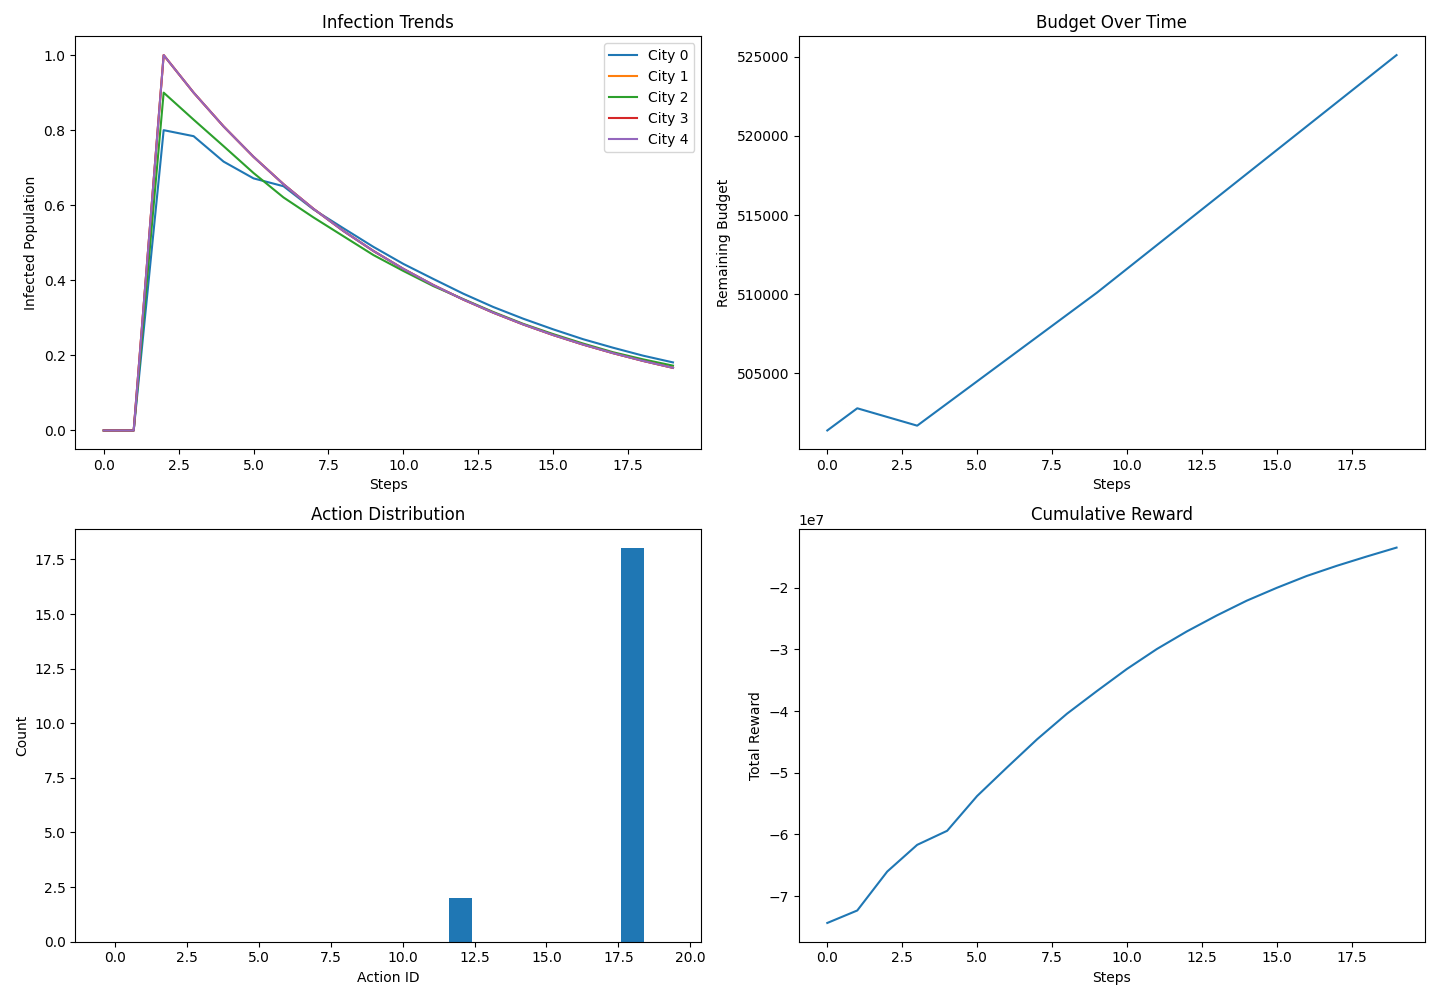 Infection Trends
Infected Population
1.0
0.8
0.6
0.4
0.2
0.0
City 0
City 1
City 2
City 3
City 4
0.0 2.5 5.0 7.5 10.0 12.5 15.0 17.5
Steps
Budget Over Time
Remaining Budget
525000
520000
515000
510000
505000
0.0 2.5 5.0 7.5 10.0 12.5 15.0 17.5
Steps
Action Distribution
Count
17.5
15.0
12.5
10.0
7.5
5.0
2.5
0.0
0.0 2.5 5.0 7.5 10.0 12.5 15.0 17.5 20.0
Action ID
Cumulative Reward
1e7
Total Reward
−2
−3
−4
−5
−6
−7
0.0 2.5 5.0 7.5 10.0 12.5 15.0 17.5
Steps